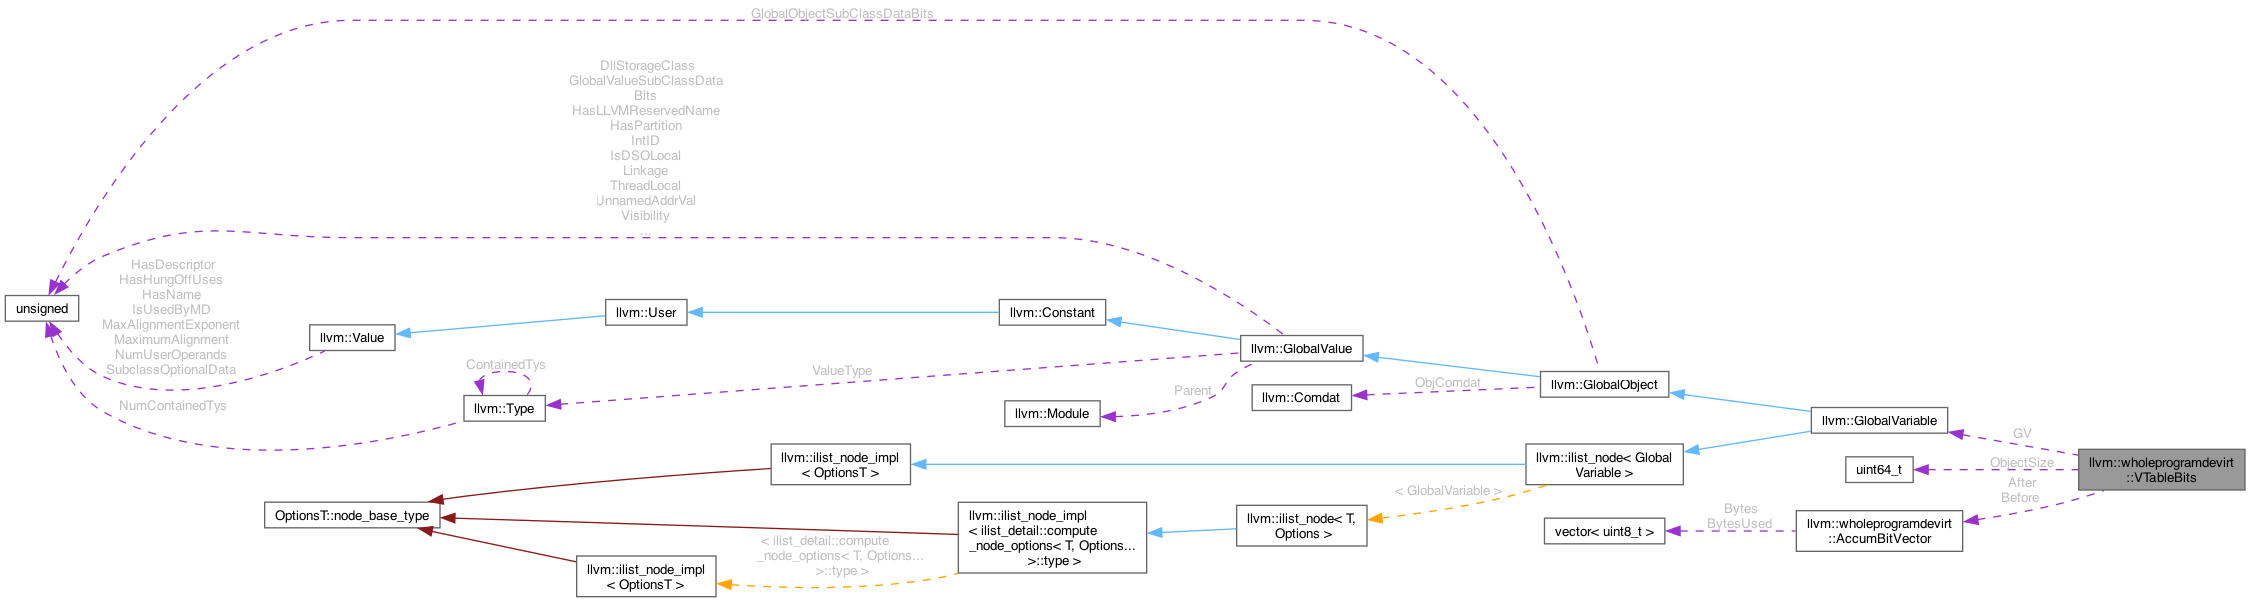 GlobalObjectSubClassDataBits
DllStorageClass
GlobalValueSubClassData
Bits
HasLLVMReservedName
HasPartition
IntID
IsDSOLocal
Linkage
ThreadLocal
UnnamedAddrVal
Visibility
...
HasDescriptor
HasHungOffUses
HasName
IsUsedByMD
MaxAlignmentExponent
MaximumAlignment
NumUserOperands
SubclassOptionalData
unsigned
llvm::Value
llvm::User
llvm::Constant
llvm::GlobalValue
ContainedTys
ValueType
NumContainedTys
llvm::Type
Parent
llvm::Module
llvm::Comdat
ObjComdat
llvm::GlobalObject
llvm::GlobalVariable
GV
ObjectSize
uint64_t
After
Before
llvm::wholeprogramdevirt
::VTableBits
llvm::ilist_node_impl
< OptionsT >
llvm::ilist_node< Global
Variable >
< GlobalVariable >
OptionsT::node_base_type
llvm::ilist_node_impl
< ilist_detail::compute
_node_options< T, Options...
>::type >
llvm::ilist_node< T,
Options >
vector< uint8_t >
Bytes
BytesUsed
llvm::wholeprogramdevirt
::AccumBitVector
< ilist_detail::compute
_node_options< T, Options...
>::type >
llvm::ilist_node_impl
< OptionsT >